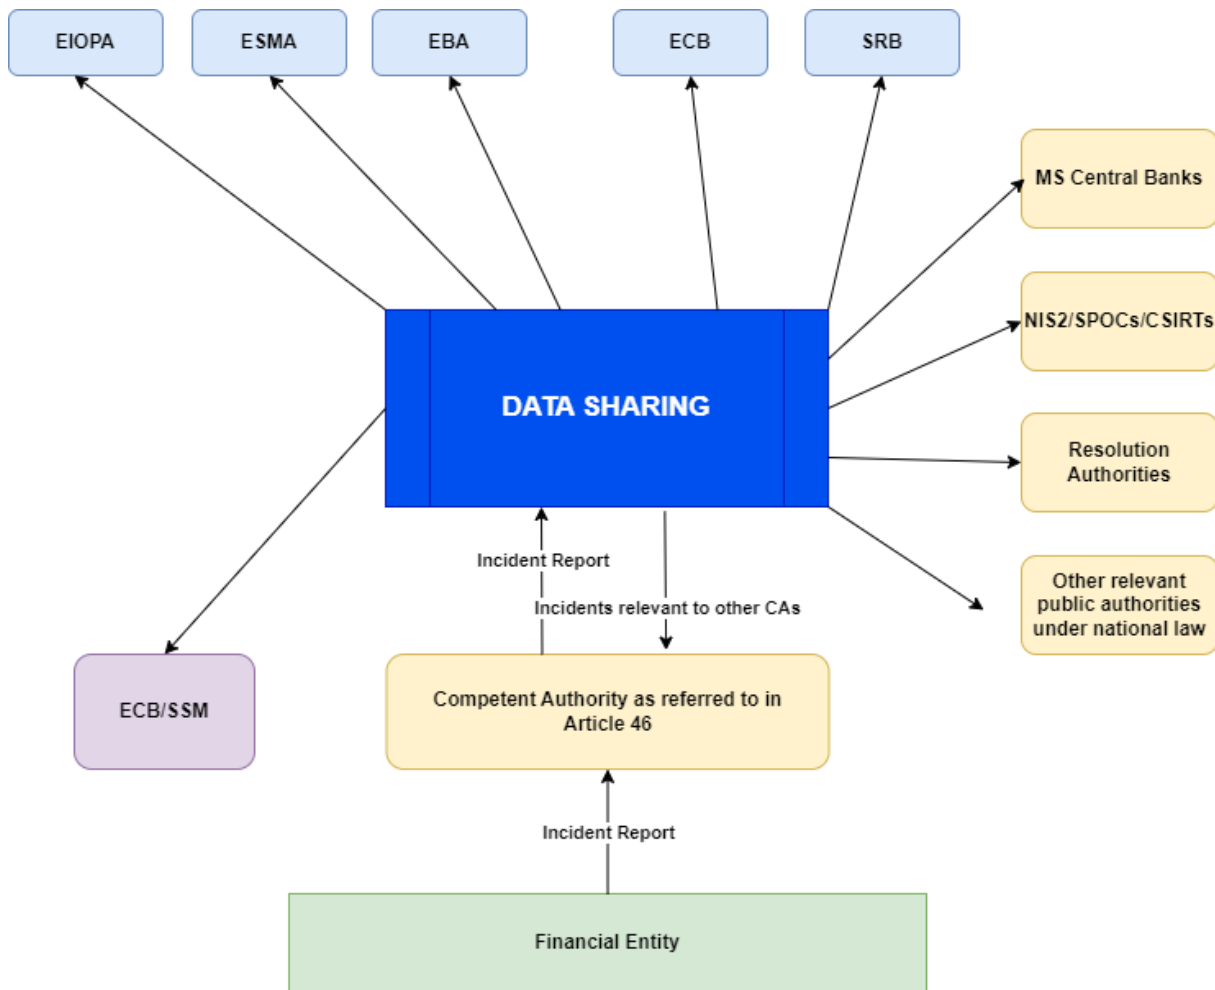 EIOPA
ESMA
EBA
ECB
SRB
MS Central Banks
NIS2/SPOCs/CSIRTs
DATA SHARING
Resolution
Authorities
Incident Report
Other relevant
public authorities
under national law
Incidents relevant to other CAs
ECB/SSM
Competent Authority as referred to in
Article 46
Incident Report
Financial Entity